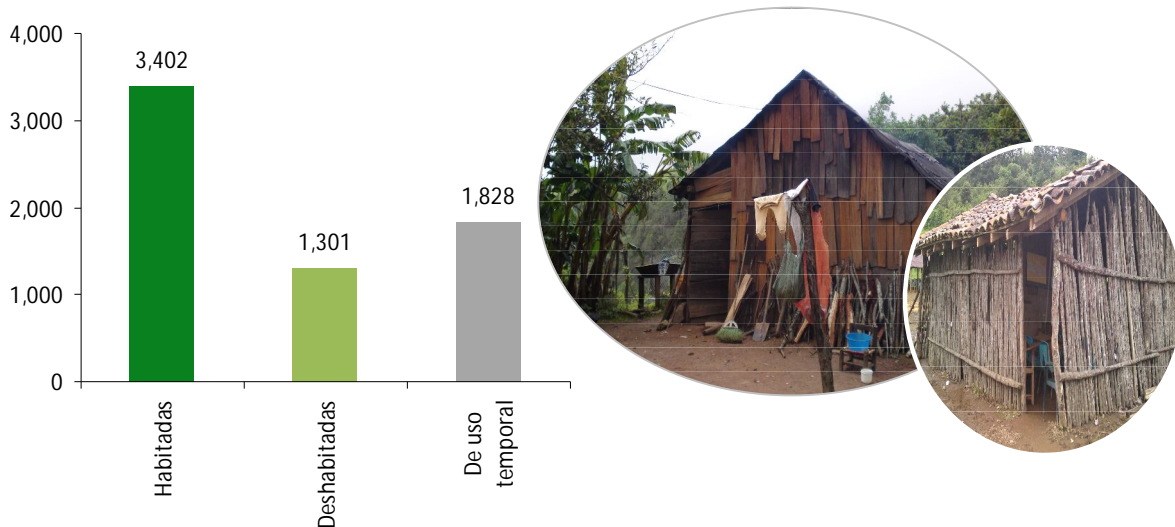 4,000
3,000
2,000
1,000
0
3,402
1,301
1,828
Habitadas
Deshabitadas
De uso
temporal